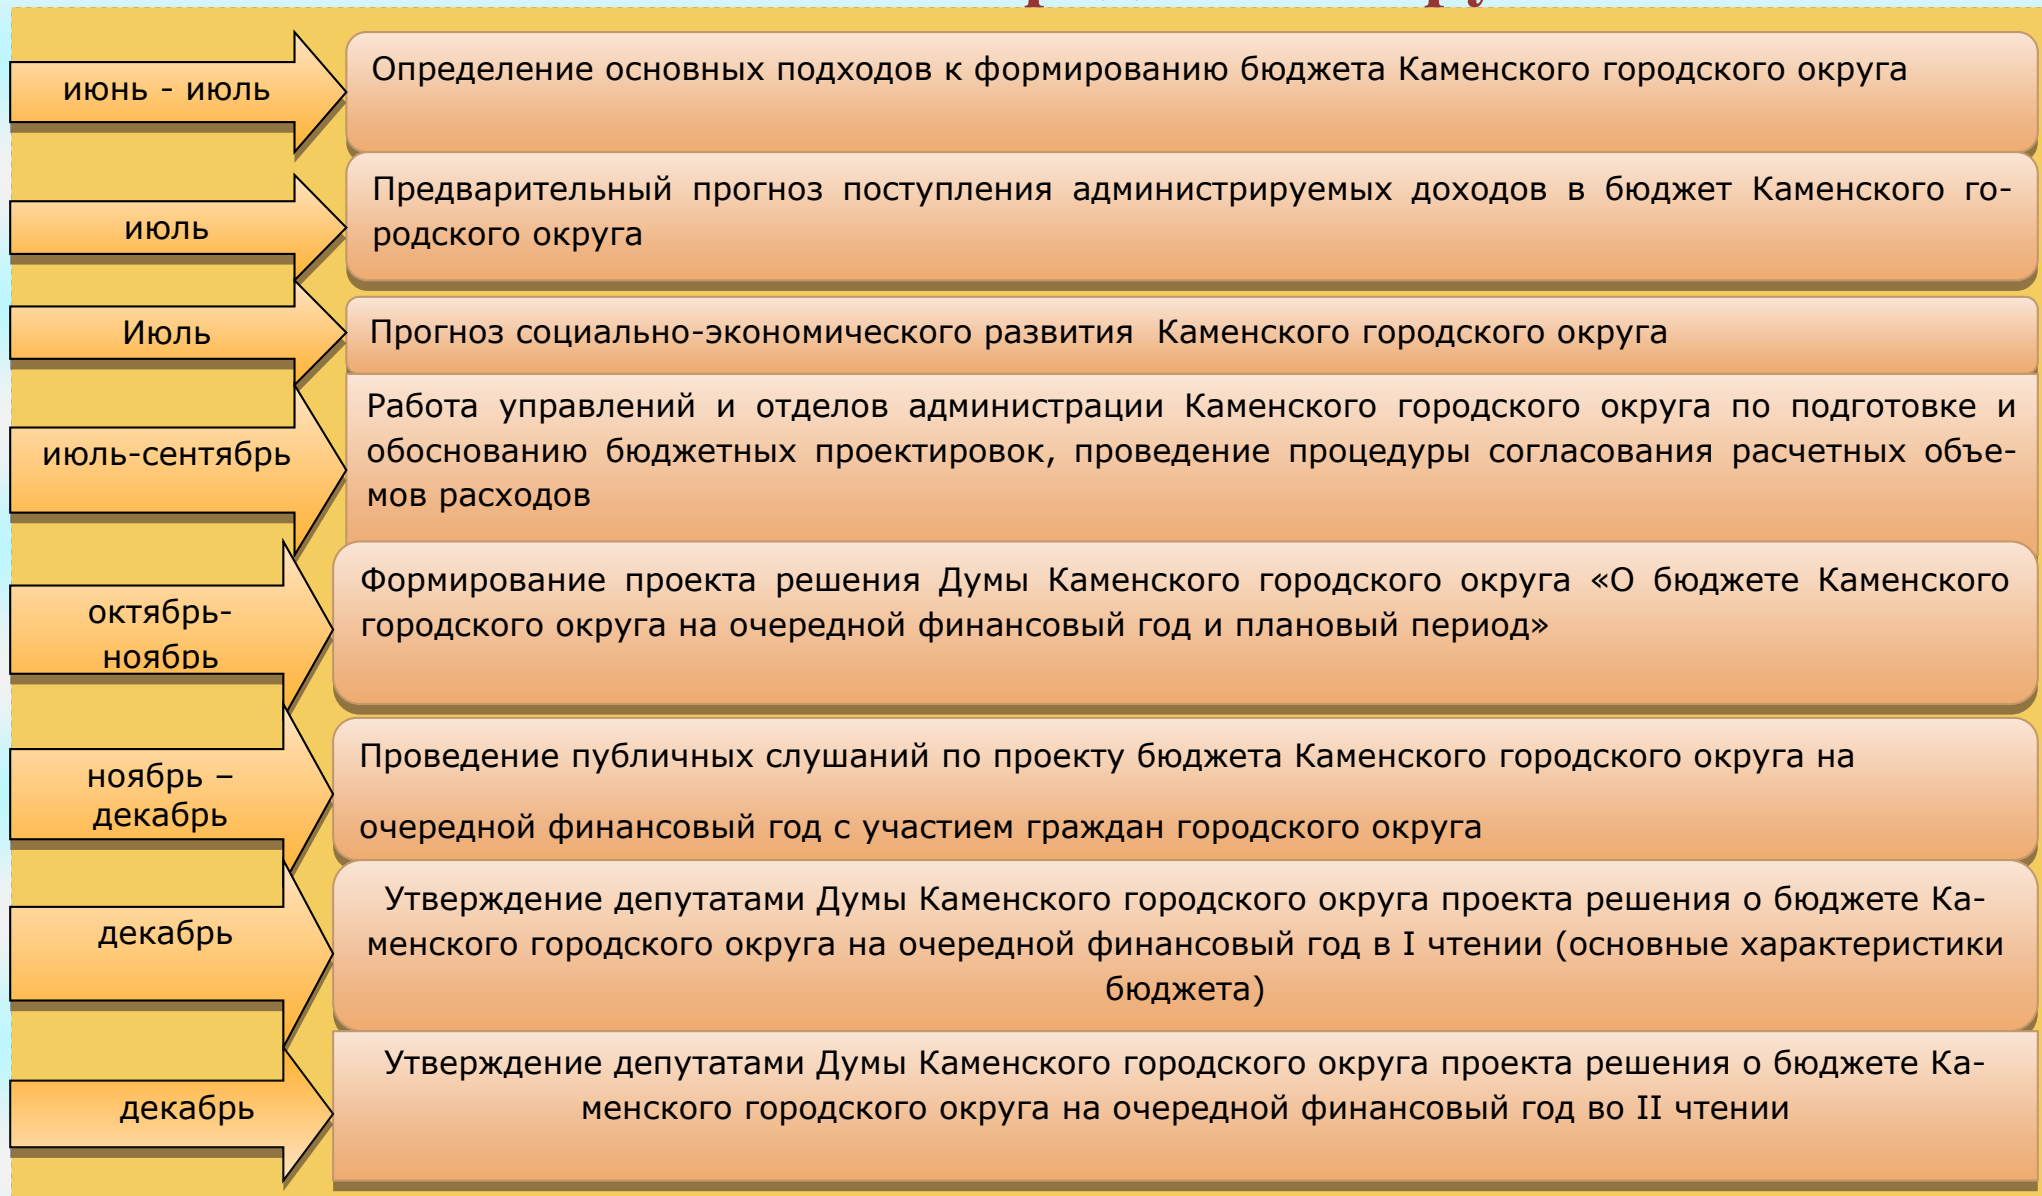 июнь - июль
Определение основных подходов к формированию бюджета Каменского городского округа
июль
Предварительный прогноз поступления администрируемых доходов в бюджет Каменского го-
родского округа
Июль
Прогноз социально-экономического развития Каменского городского округа
июль-сентябрь
Работа управлений и отделов администрации Каменского городского округа по подготовке и
обоснованию бюджетных проектировок, проведение процедуры согласования расчетных объе-
мов расходов
октябрь-
ноябрь
Формирование проекта решения Думы Каменского городского округа «О бюджете Каменского
городского округа на очередной финансовый год и плановый период»
ноябрь –
декабрь
Проведение публичных слушаний по проекту бюджета Каменского городского округа на
очередной финансовый год с участием граждан городского округа
декабрь
Утверждение депутатами Думы Каменского городского округа проекта решения о бюджете Ка-
менского городского округа на очередной финансовый год в I чтении (основные характеристики
бюджета)
декабрь
Утверждение депутатами Думы Каменского городского округа проекта решения о бюджете Ка-
менского городского округа на очередной финансовый год во II чтении